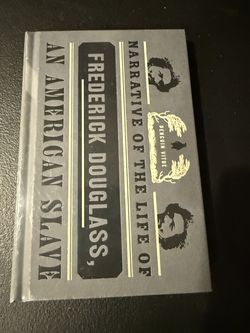 PENGUIN VITAE
NARRATIVE OF THE LIFE OF
FREDERICK DOUGLASS,
AN AMERICAN SLAVE